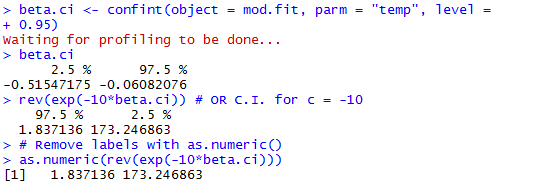 > beta.ci <- confint(object = mod.fit, parm = "temp", level =
+ 0.95)
Waiting for profiling to be done...
> beta.ci
      2.5 %      97.5 %
-0.51547175 -0.06082076
> rev(exp(-10*beta.ci)) # OR C.I. for c = -10
    97.5 %      2.5 %
  1.837136 173.246863
> # Remove labels with as.numeric()
> as.numeric(rev(exp(-10*beta.ci)))
[1]   1.837136 173.246863